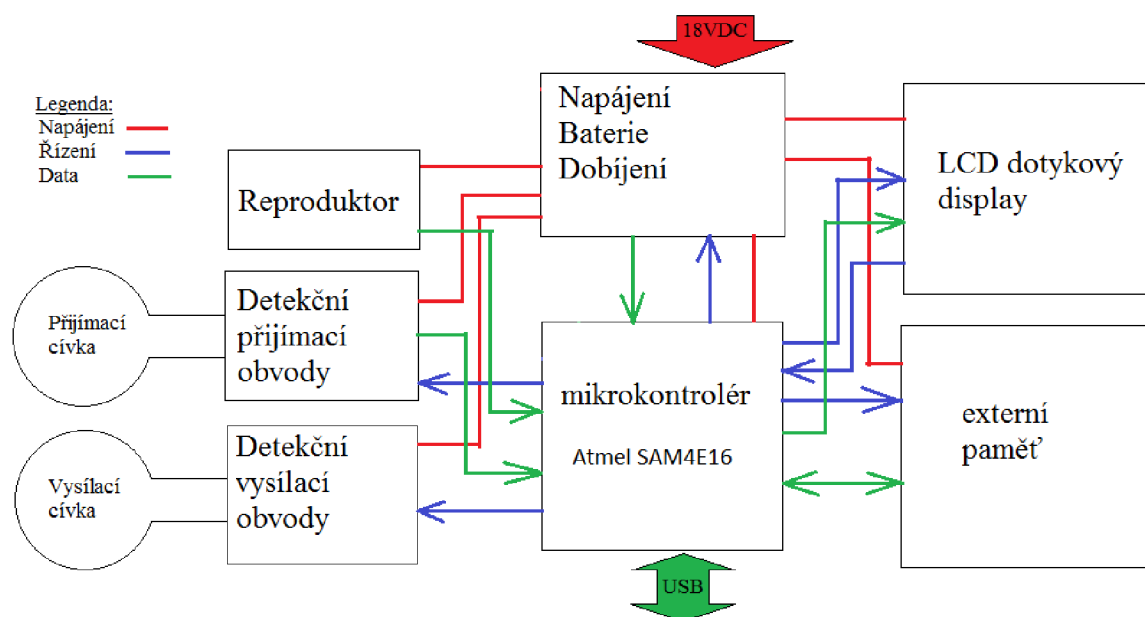 18VDC
Legenda:
Napájení
Řízení
Data
Napájení
Baterie
Dobíjení
LCD dotykový
display
Reproduktor
Přijímací
cívka
Detekční
přijímací
obvody
mikrokontrolér
Atmel SAM4E16
externí
paměť
Vysílací
cívka
Detekční
vysílací
obvody
USB